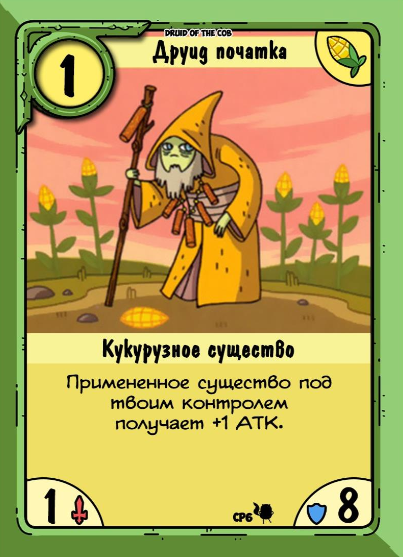 DRUID OF THE COB
Друид початка
1
Кукурузное существо
Примененное существо под
твоим контролем
получает +1 АТК.
1
СР6
8